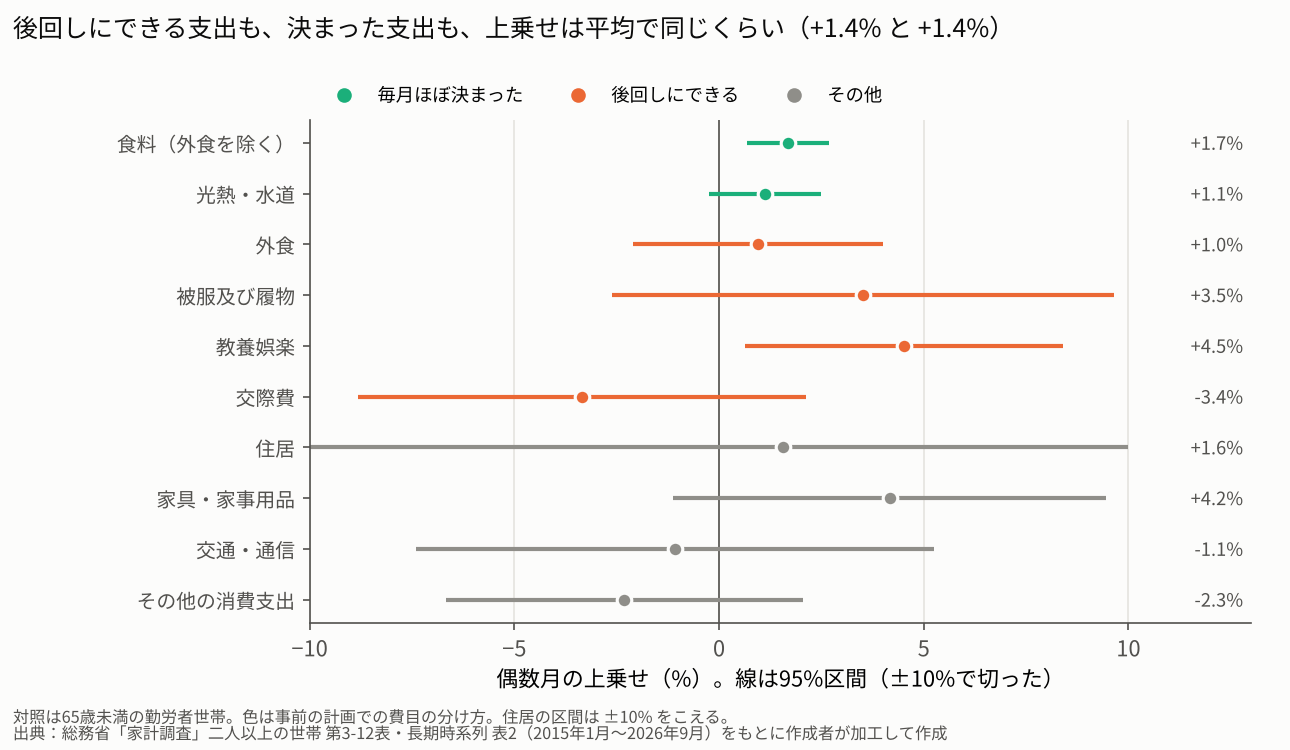 後回しにできる支出も、決まった支出も、上乗せは平均で同じくらい（+1.4% と +1.4%）
毎月ほぼ決まった 後回しにできる その他
食料（外食を除く） +1.7%
光熱・水道 +1.1%
外食 +1.0%
被服及び履物 +3.5%
教養娯楽 +4.5%
交際費 -3.4%
住居 +1.6%
家具・家事用品 +4.2%
交通・通信 -1.1%
その他の消費支出 -2.3%
−10 −5 0 5 10
偶数月の上乗せ（%）。線は95%区間（±10%で切った）
対照は65歳未満の勤労者世帯。色は事前の計画での費目の分け方。住居の区間は ±10% をこえる。
出典：総務省「家計調査」二人以上の世帯 第3-12表・長期時系列 表2（2015年1月〜2026年9月）をもとに作成者が加工して作成